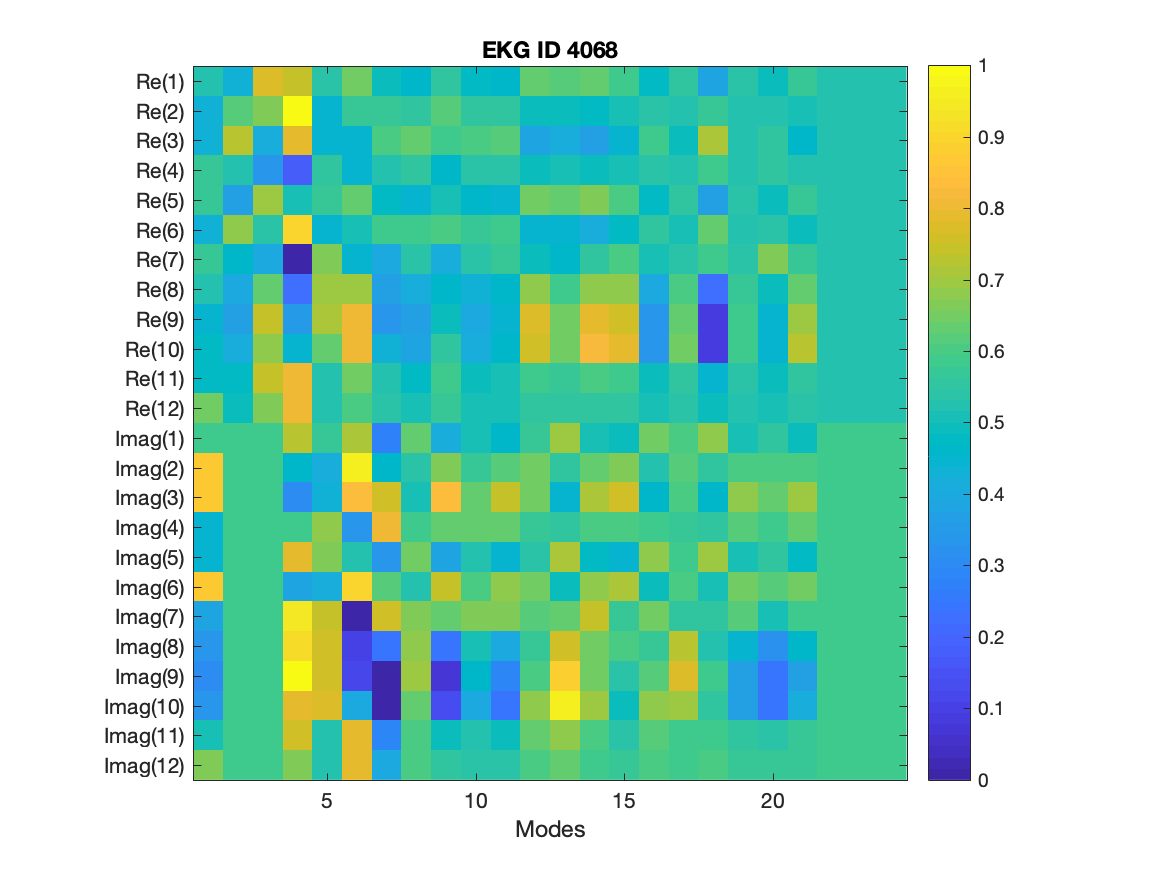 EKG ID 4068
Re(1)
Re(2)
Re(3)
Re(4)
Re(5)
Re(6)
Re(7)
Re(8)
Re(9)
Re(10)
Re(11)
Re(12)
Imag(1)
Imag(2)
Imag(3)
Imag(4)
Imag(5)
Imag(6)
Imag(7)
Imag(8)
Imag(9)
Imag(10)
Imag(11)
Imag(12)
5 10 15 20
Modes
1
0.9
0.8
0.7
0.6
0.5
0.4
0.3
0.2
0.1
0